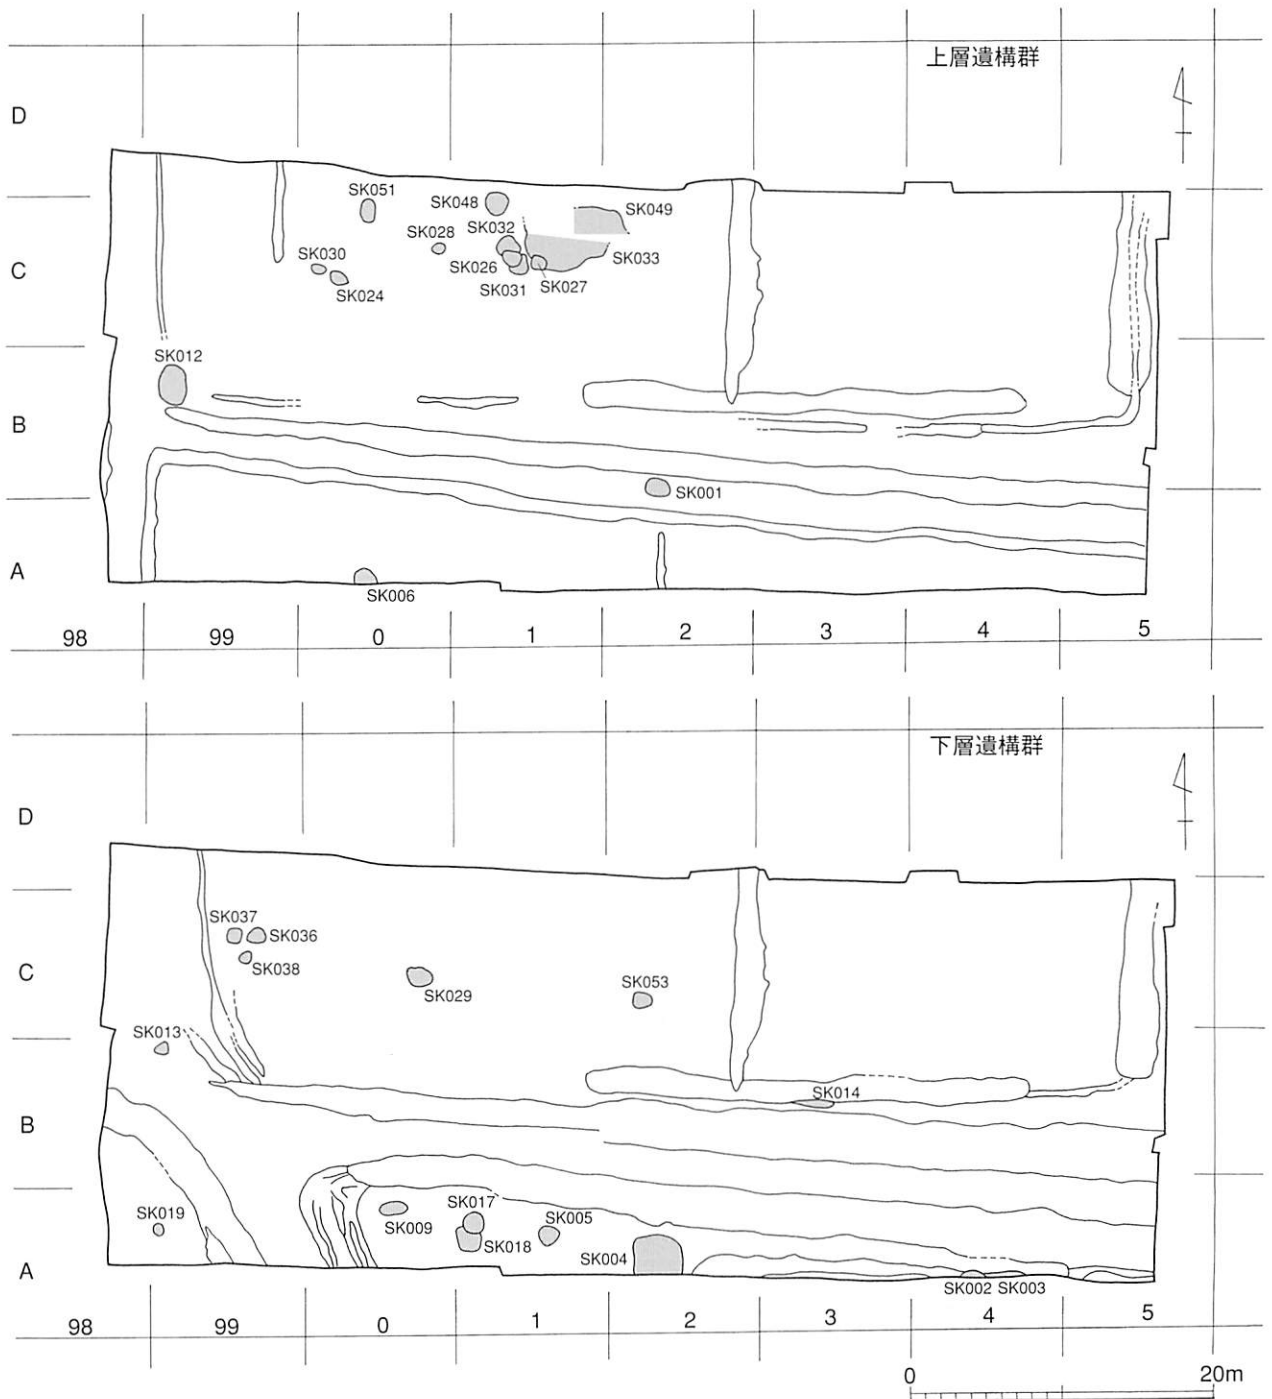 上層遺構群
D
SK051
SK048
SK049
SK032
SK028
SK030
C
SK033
SK026
SK024
SK031
SK027
SK012
B
SK001
A
SK006
98 99 0 1 2 3 4 5
下層遺構群
D
SK037
SK036
C
SK038
SK029
SK053
SK013
SK014
B
SK019
SK017
SK009
SK005
SK018
SK004
A
SK002 SK003
98 99 0 1 2 3 4 5
0 20m